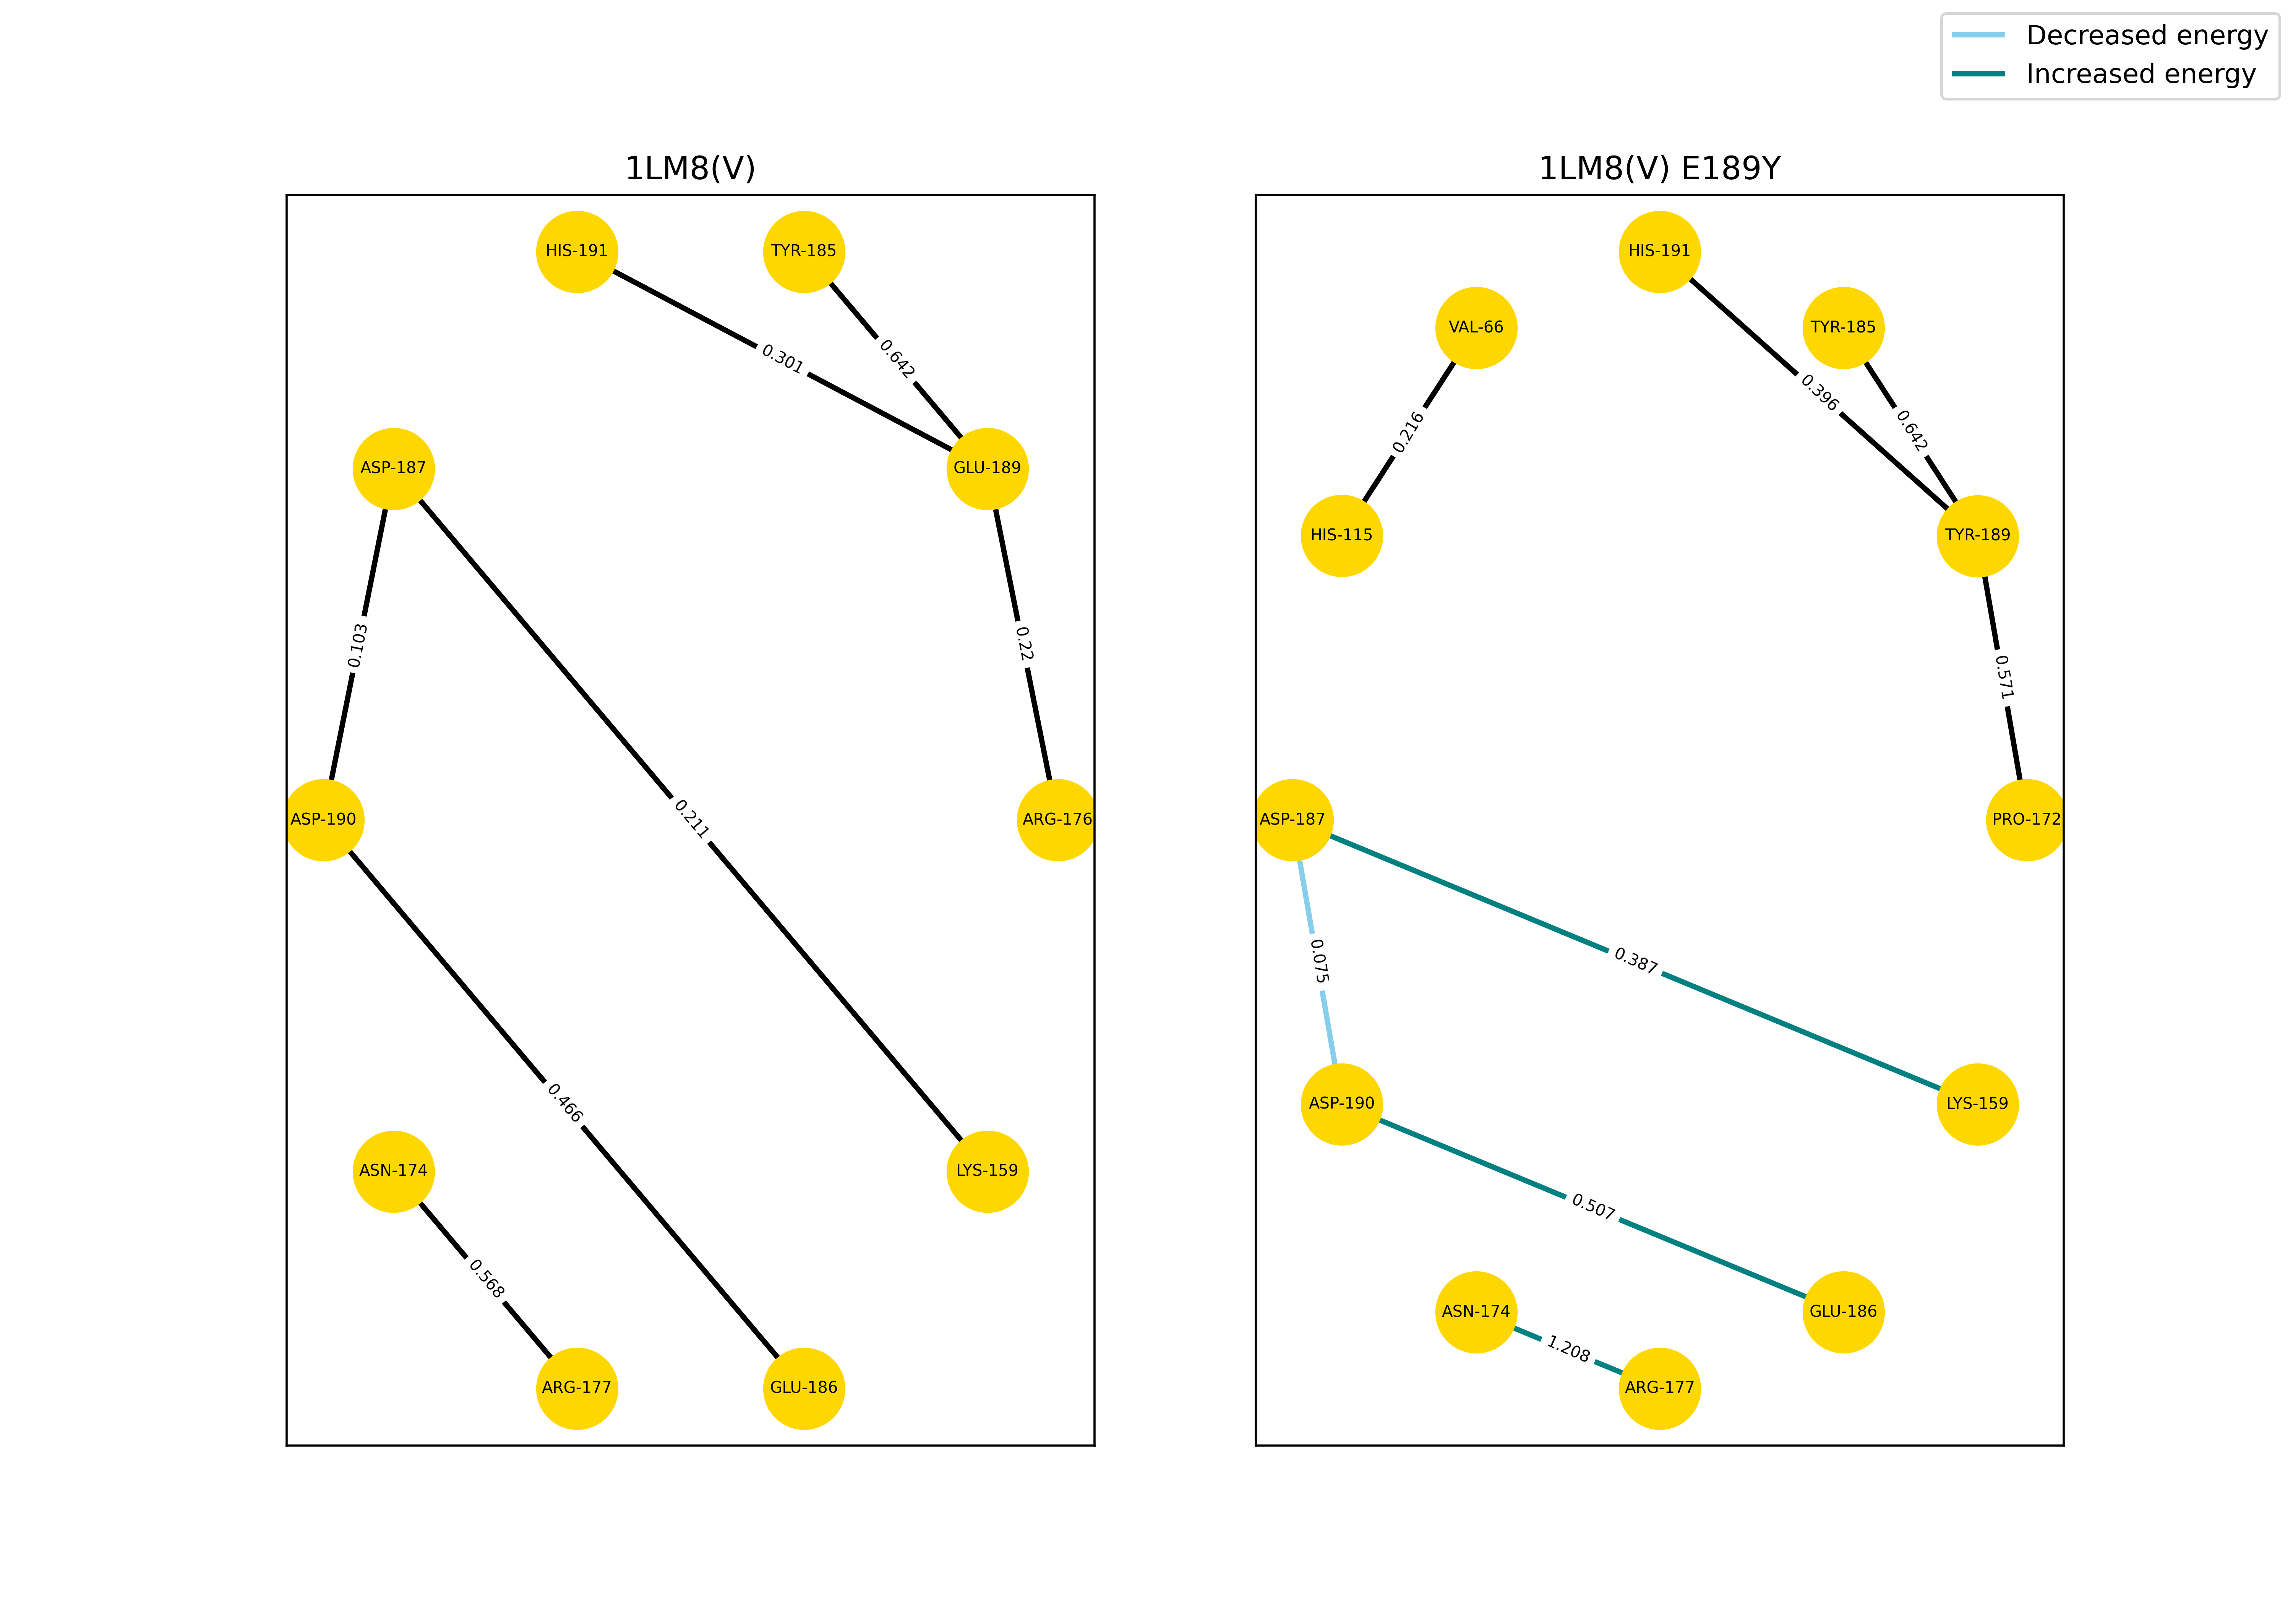 Decreased energy
Increased energy
1LM8(V)
HIS-191
TYR-185
0.301
0.642
ASP-187
GLU-189
0.103
0.22
ASP-190
0.211
ARG-176
0.466
ASN-174
LYS-159
0.568
ARG-177
GLU-186
1LM8(V) E189Y
HIS-191
VAL-66
TYR-185
0.396
0.216
0.642
HIS-115
TYR-189
0.571
ASP-187
PRO-172
0.075
0.387
ASP-190
LYS-159
0.507
ASN-174
GLU-186
1.208
ARG-177